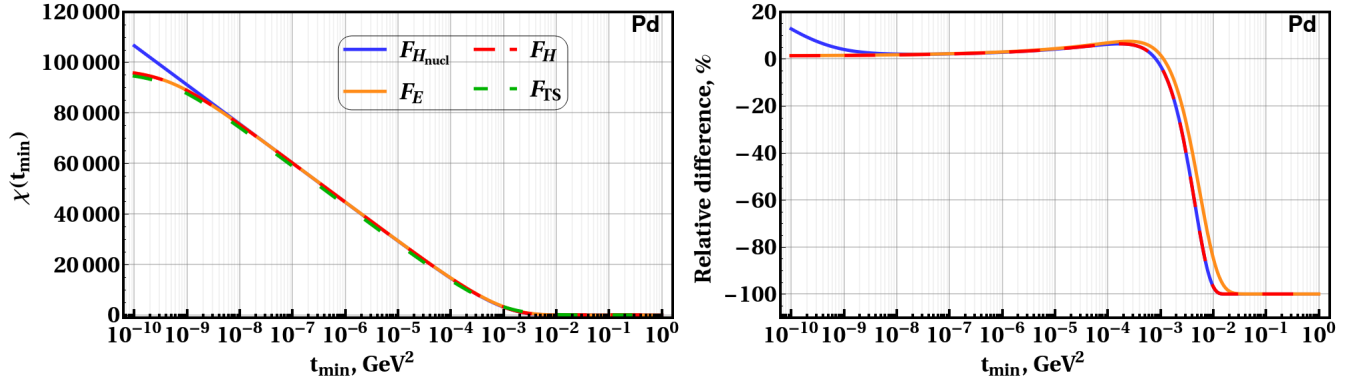 Pd
120 000
100 000
80 000
60 000
40 000
20 000
0
χ(t_min)
F_{H_nucl} F_H
F_E F_TS
10^−10 10^−9 10^−8 10^−7 10^−6 10^−5 10^−4 10^−3 10^−2 10^−1 10^0
t_min, GeV^2
Pd
20
0
−20
−40
−60
−80
−100
Relative difference, %
10^−10 10^−9 10^−8 10^−7 10^−6 10^−5 10^−4 10^−3 10^−2 10^−1 10^0
t_min, GeV^2